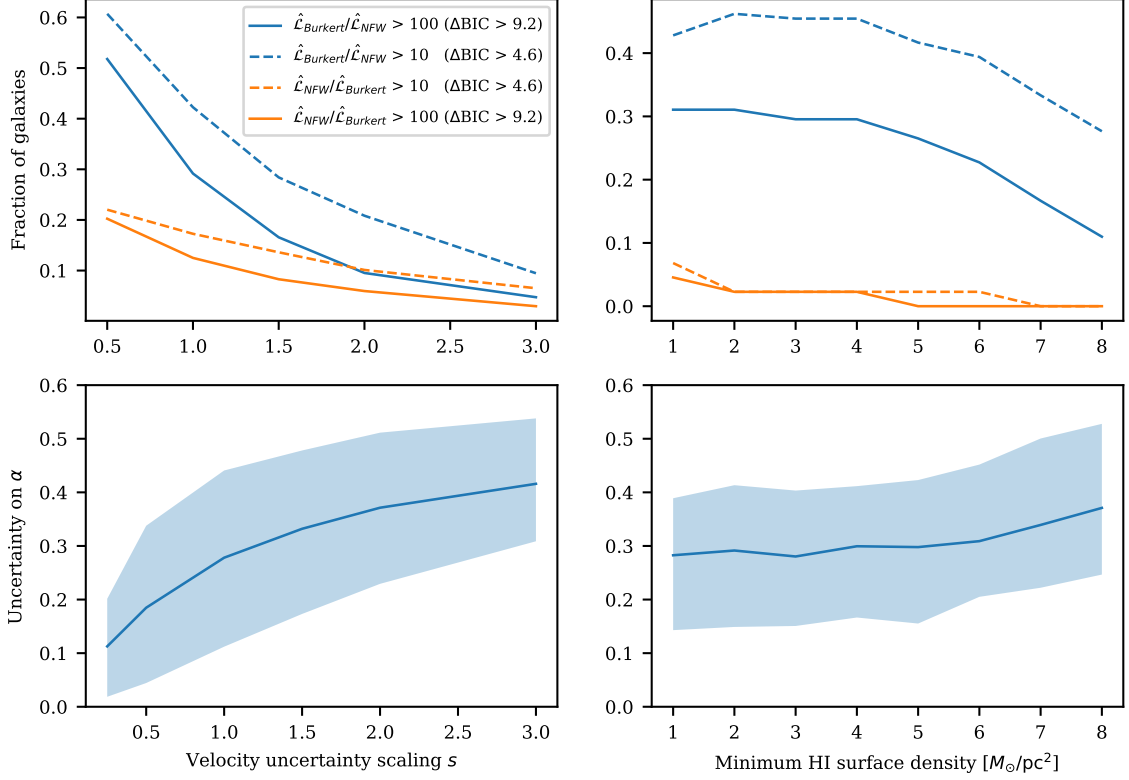 Fraction of galaxies
0.6
0.5
0.4
0.3
0.2
0.1
ℒ̂_Burkert/ℒ̂_NFW > 100 (ΔBIC > 9.2)
ℒ̂_Burkert/ℒ̂_NFW > 10 (ΔBIC > 4.6)
ℒ̂_NFW/ℒ̂_Burkert > 10 (ΔBIC > 4.6)
ℒ̂_NFW/ℒ̂_Burkert > 100 (ΔBIC > 9.2)
0.5 1.0 1.5 2.0 3.0
0.4
0.3
0.2
0.1
0.0
1 2 3 4 5 6 7 8
Uncertainty on α
0.6
0.5
0.4
0.3
0.2
0.1
0.0
0.5 1.0 1.5 2.0 2.5 3.0
Velocity uncertainty scaling s
0.6
0.5
0.4
0.3
0.2
0.1
0.0
1 2 3 4 5 6 7 8
Minimum HI surface density [M⊙/pc²]